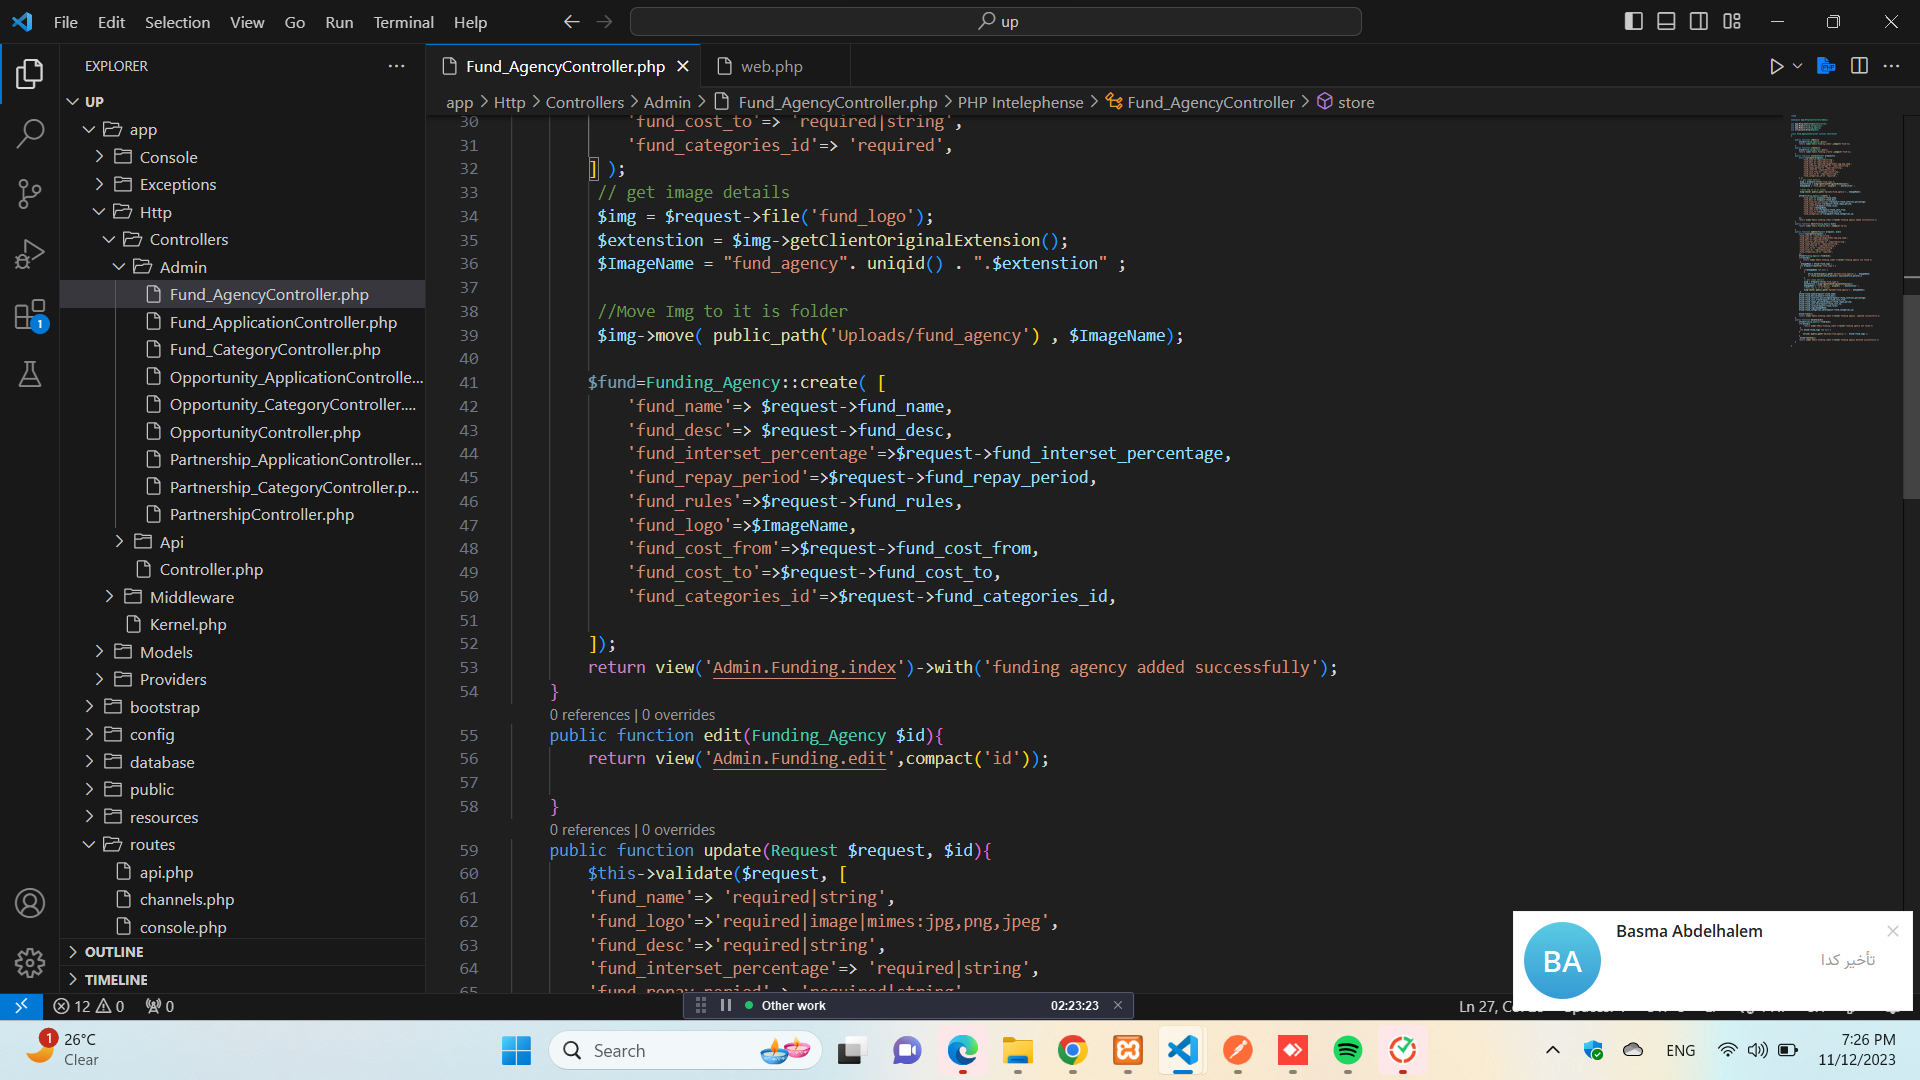 File Edit Selection View Go Run Terminal Help
up
EXPLORER
UP
app
Console
Exceptions
Http
Controllers
Admin
Fund_AgencyController.php
Fund_ApplicationController.php
Fund_CategoryController.php
Opportunity_ApplicationControlle...
Opportunity_CategoryController....
OpportunityController.php
Partnership_ApplicationController...
Partnership_CategoryController.p...
PartnershipController.php
Api
Controller.php
Middleware
Kernel.php
Models
Providers
bootstrap
config
database
public
resources
routes
api.php
channels.php
console.php
OUTLINE
TIMELINE
1
Fund_AgencyController.php
web.php
app > Http > Controllers > Admin > Fund_AgencyController.php > PHP Intelephense > Fund_AgencyController > store
30 'fund_cost_to'=> 'required|string',
31 'fund_categories_id'=> 'required',
32 ] );
33 // get image details
34 $img = $request->file('fund_logo');
35 $extenstion = $img->getClientOriginalExtension();
36 $ImageName = "fund_agency". uniqid() . ".$extenstion" ;
37
38 //Move Img to it is folder
39 $img->move( public_path('Uploads/fund_agency') , $ImageName);
40
41 $fund=Funding_Agency::create( [
42 'fund_name'=> $request->fund_name,
43 'fund_desc'=> $request->fund_desc,
44 'fund_interset_percentage'=>$request->fund_interset_percentage,
45 'fund_repay_period'=>$request->fund_repay_period,
46 'fund_rules'=>$request->fund_rules,
47 'fund_logo'=>$ImageName,
48 'fund_cost_from'=>$request->fund_cost_from,
49 'fund_cost_to'=>$request->fund_cost_to,
50 'fund_categories_id'=>$request->fund_categories_id,
51
52 ]);
53 return view('Admin.Funding.index')->with('funding agency added successfully');
54 }
0 references | 0 overrides
55 public function edit(Funding_Agency $id){
56 return view('Admin.Funding.edit',compact('id'));
57
58 }
0 references | 0 overrides
59 public function update(Request $request, $id){
60 $this->validate($request, [
61 'fund_name'=> 'required|string',
62 'fund_logo'=>'required|image|mimes:jpg,png,jpeg',
63 'fund_desc'=>'required|string',
64 'fund_interset_percentage'=> 'required|string',
65 'fund_repay_period'=> 'required|string',
BA
Basma Abdelhalem
تأخير كدا
12 0 0
Other work 02:23:23
Ln 27,
1
26°C
Clear
Search
ENG
7:26 PM
11/12/2023